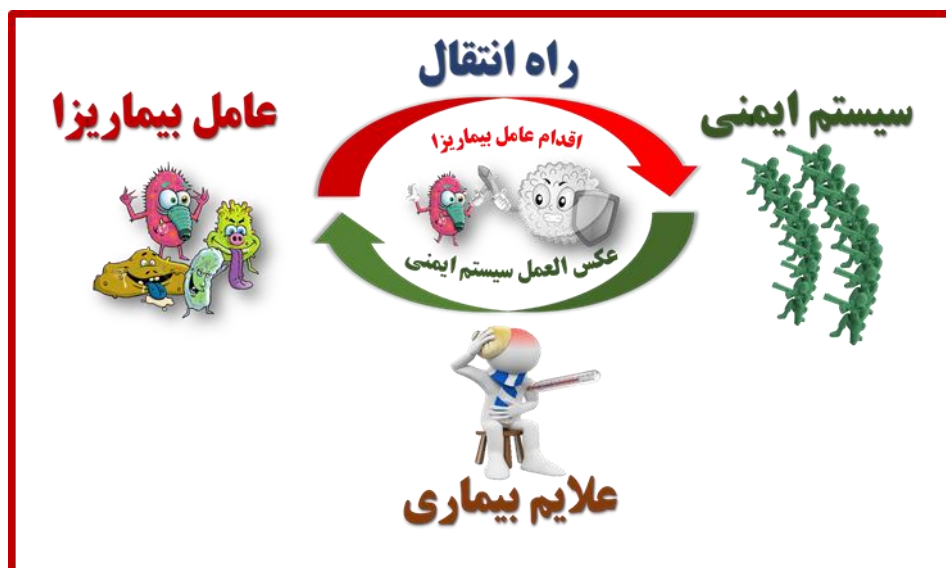 راه انتقال
سیستم ایمنی
عامل بیماریزا
اقدام عامل بیماریزا
عکس العمل سیستم ایمنی
علایم بیماری